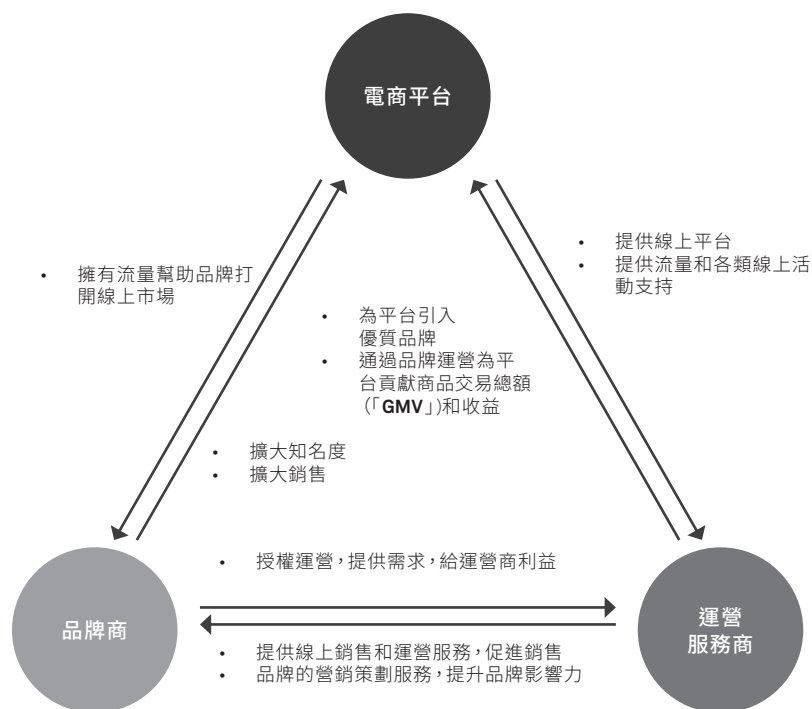 電商平台
• 提供線上平台
• 提供流量和各類線上活
動支持
• 擁有流量幫助品牌打
開線上市場
• 為平台引入
優質品牌
• 通過品牌運營為平
台貢獻商品交易總額
(「GMV」)和收益
• 擴大知名度
• 擴大銷售
• 授權運營,提供需求,給運營商利益
品牌商
運營
服務商
• 提供線上銷售和運營服務,促進銷售
• 品牌的營銷策劃服務,提升品牌影響力